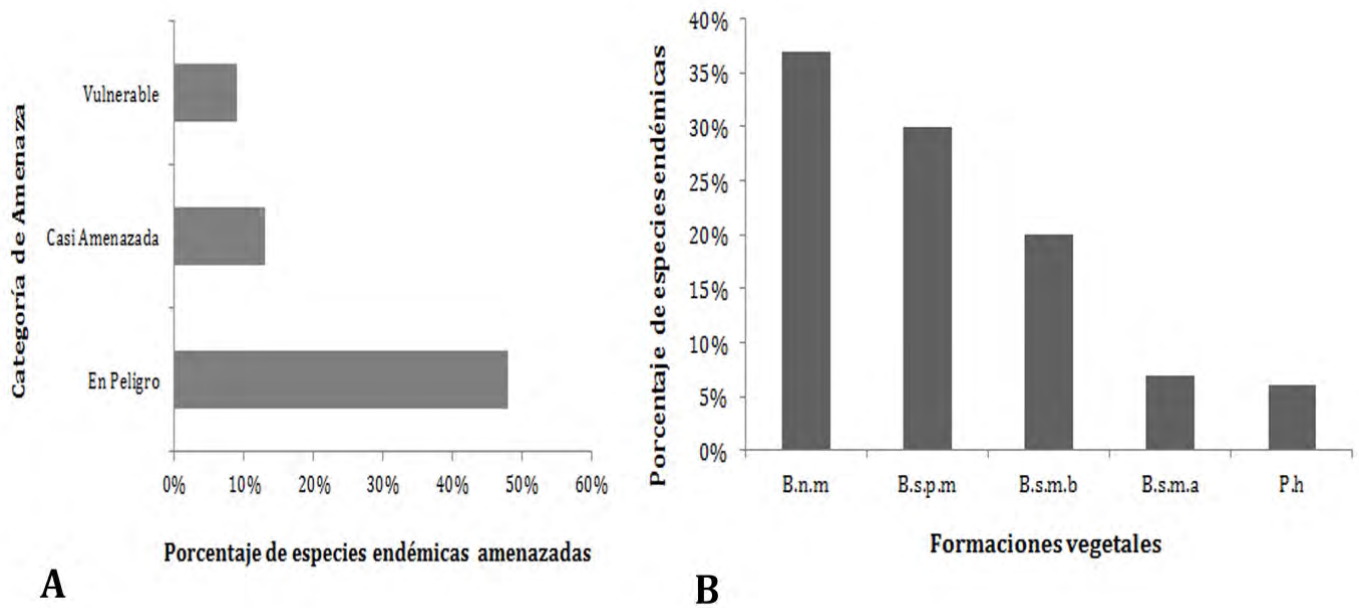 Categoría de Amenaza
Vulnerable
Casi Amenazada
En Peligro
0% 10% 20% 30% 40% 50% 60%
Porcentaje de especies endémicas amenazadas
A
Porcentaje de especies endémicas
40%
35%
30%
25%
20%
15%
10%
5%
0%
B.n.m B.s.p.m B.s.m.b B.s.m.a P.h
Formaciones vegetales
B